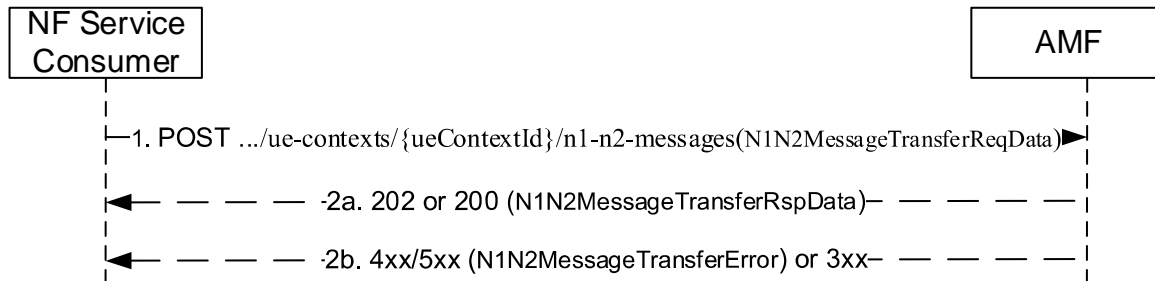 NF Service
Consumer
AMF
1. POST .../ue-contexts/{ueContextId}/n1-n2-messages(N1N2MessageTransferReqData)
2a. 202 or 200 (N1N2MessageTransferRspData)
2b. 4xx/5xx (N1N2MessageTransferError) or 3xx